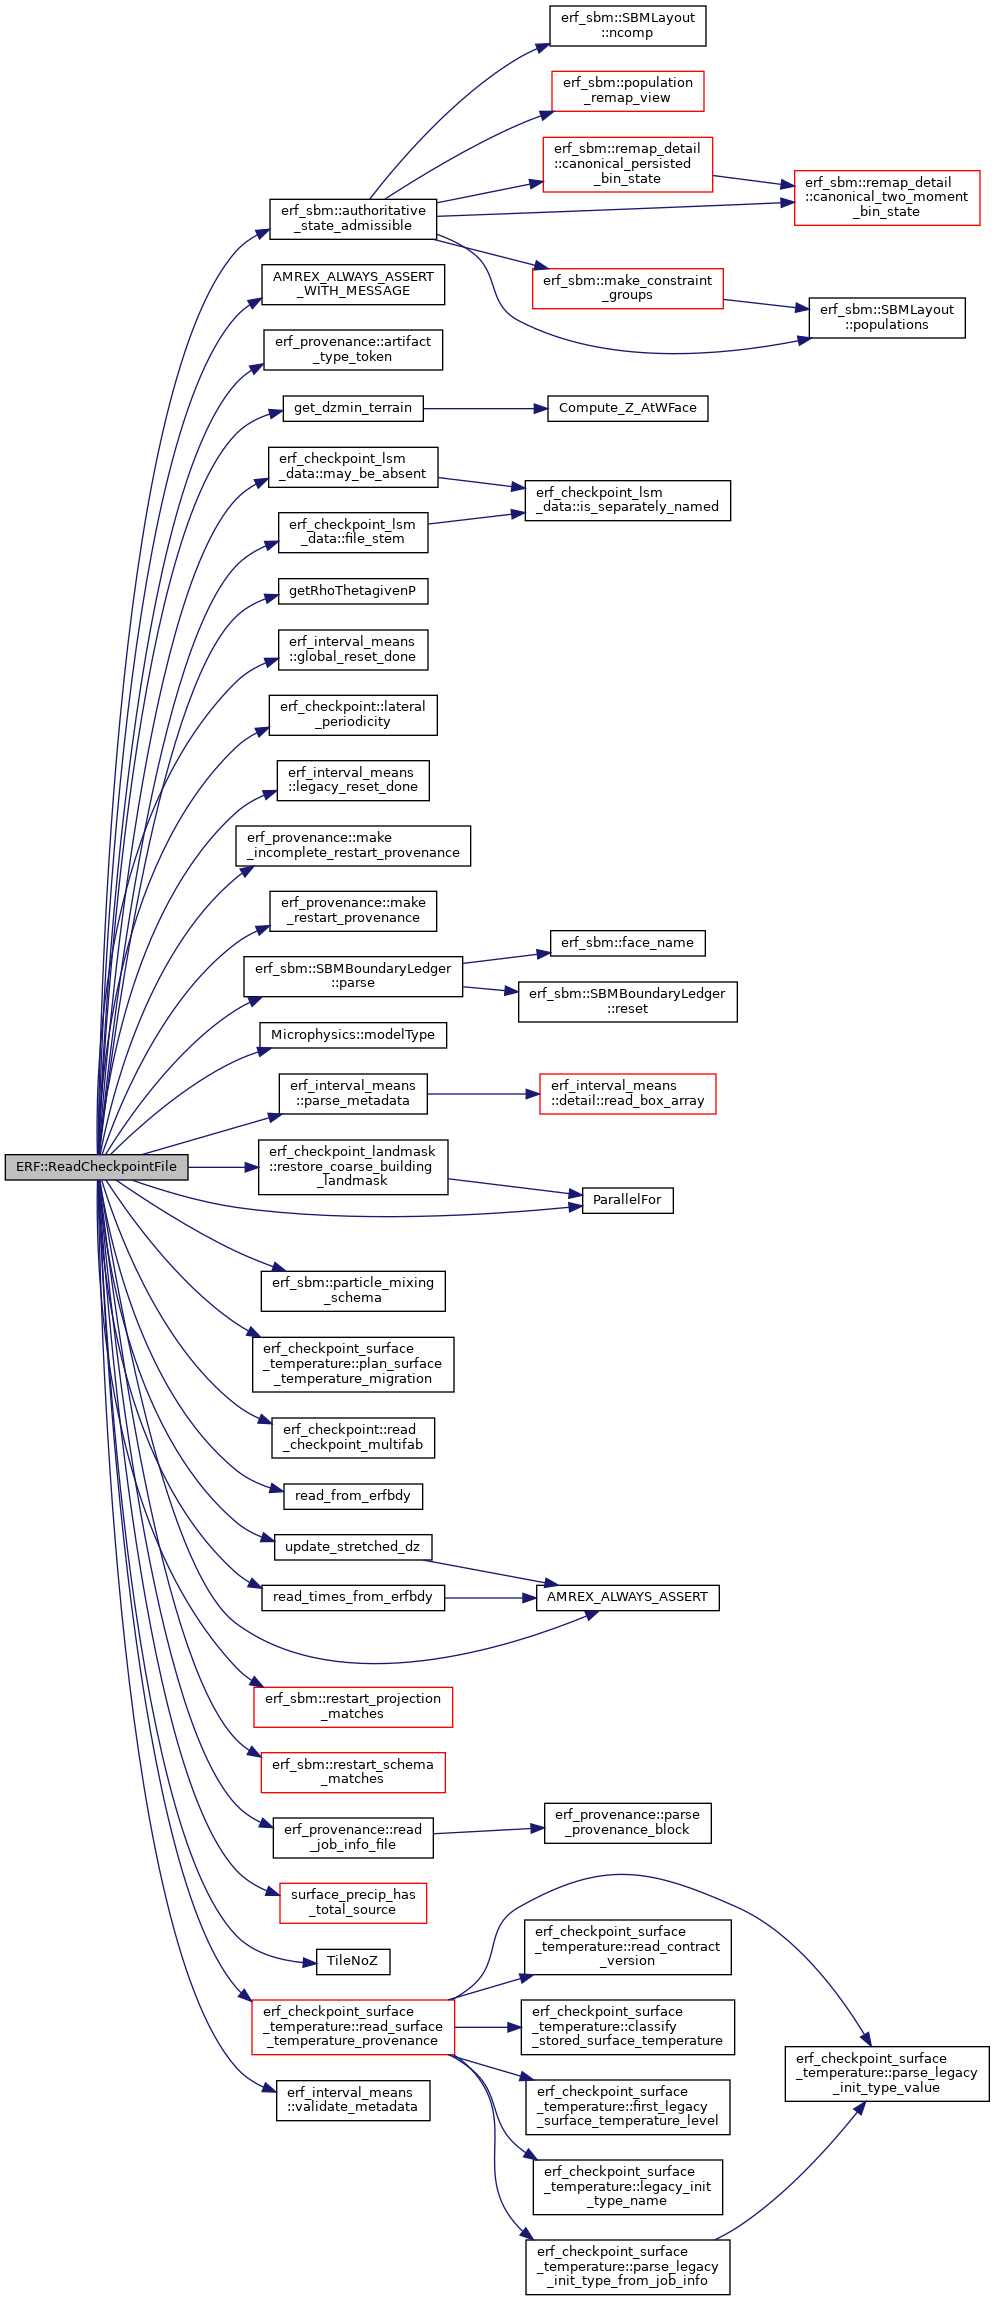 erf_sbm::SBMLayout
::ncomp
erf_sbm::population
_remap_view
erf_sbm::remap_detail
::canonical_persisted
_bin_state
erf_sbm::remap_detail
::canonical_two_moment
_bin_state
erf_sbm::authoritative
_state_admissible
AMREX_ALWAYS_ASSERT
_WITH_MESSAGE
erf_sbm::make_constraint
_groups
erf_sbm::SBMLayout
::populations
erf_provenance::artifact
_type_token
get_dzmin_terrain
Compute_Z_AtWFace
erf_checkpoint_lsm
_data::may_be_absent
erf_checkpoint_lsm
_data::is_separately_named
erf_checkpoint_lsm
_data::file_stem
getRhoThetagivenP
erf_interval_means
::global_reset_done
erf_checkpoint::lateral
_periodicity
erf_interval_means
::legacy_reset_done
erf_provenance::make
_incomplete_restart_provenance
erf_provenance::make
_restart_provenance
erf_sbm::SBMBoundaryLedger
::parse
erf_sbm::face_name
erf_sbm::SBMBoundaryLedger
::reset
Microphysics::modelType
erf_interval_means
::parse_metadata
erf_interval_means
::detail::read_box_array
ERF::ReadCheckpointFile
erf_checkpoint_landmask
::restore_coarse_building
_landmask
ParallelFor
erf_sbm::particle_mixing
_schema
erf_checkpoint_surface
_temperature::plan_surface
_temperature_migration
erf_checkpoint::read
_checkpoint_multifab
read_from_erfbdy
update_stretched_dz
read_times_from_erfbdy
AMREX_ALWAYS_ASSERT
erf_sbm::restart_projection
_matches
erf_sbm::restart_schema
_matches
erf_provenance::read
_job_info_file
erf_provenance::parse
_provenance_block
surface_precip_has
_total_source
TileNoZ
erf_checkpoint_surface
_temperature::read_contract
_version
erf_checkpoint_surface
_temperature::read_surface
_temperature_provenance
erf_checkpoint_surface
_temperature::classify
_stored_surface_temperature
erf_checkpoint_surface
_temperature::parse_legacy
_init_type_value
erf_interval_means
::validate_metadata
erf_checkpoint_surface
_temperature::first_legacy
_surface_temperature_level
erf_checkpoint_surface
_temperature::legacy_init
_type_name
erf_checkpoint_surface
_temperature::parse_legacy
_init_type_from_job_info